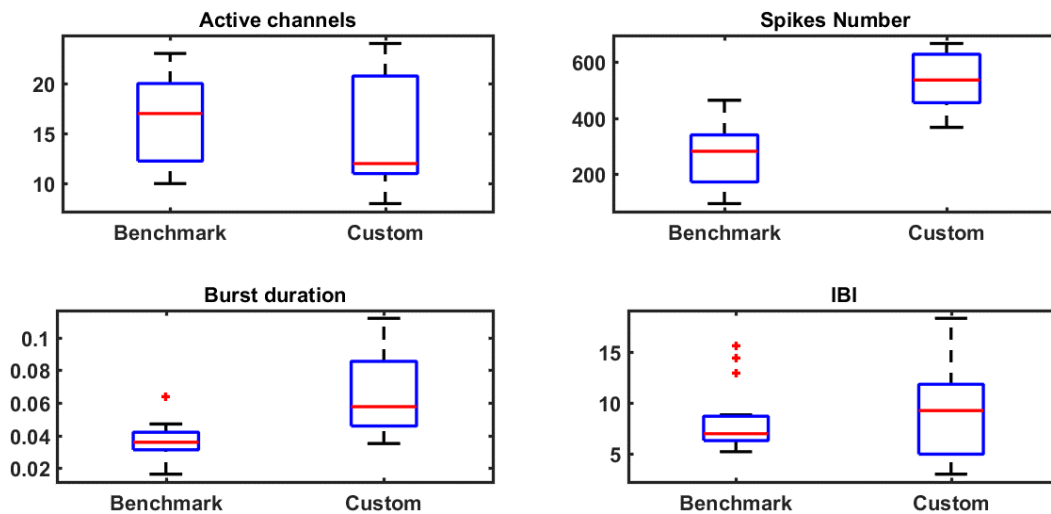 Active channels
20
15
10
Benchmark Custom
Spikes Number
600
400
200
Benchmark Custom
Burst duration
0.1
0.08
0.06
0.04
0.02
Benchmark Custom
IBI
15
10
5
Benchmark Custom